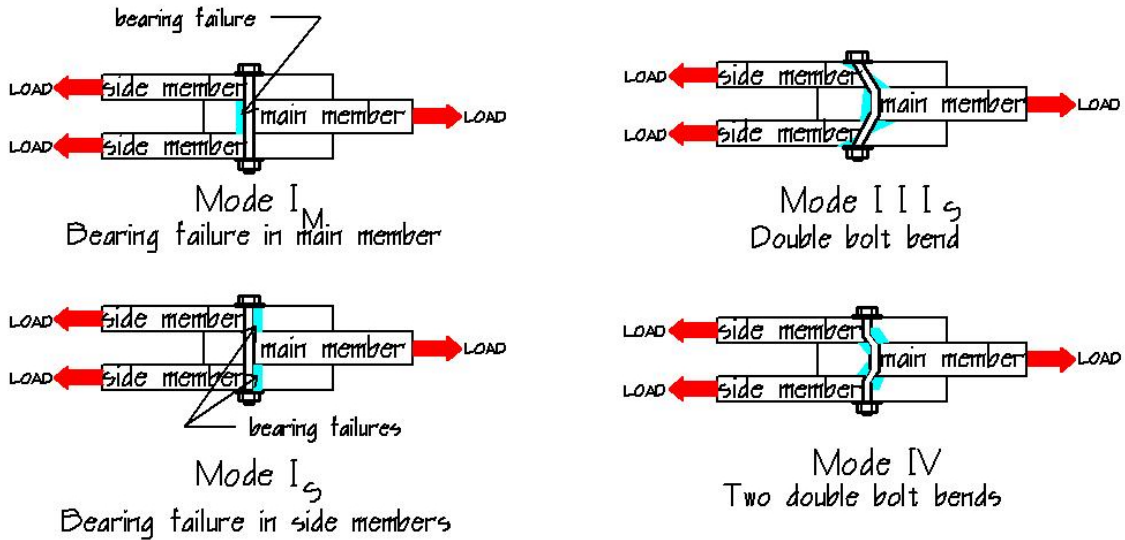 bearing failure
side member
LOAD
main member
LOAD
LOAD
side member
Mode I M
Bearing failure in main member
side member
LOAD
main member
LOAD
LOAD
side member
Mode I I I S
Double bolt bend
side member
LOAD
main member
LOAD
LOAD
side member
bearing failures
Mode I S
Bearing failure in side members
side member
LOAD
main member
LOAD
LOAD
side member
Mode IV
Two double bolt bends